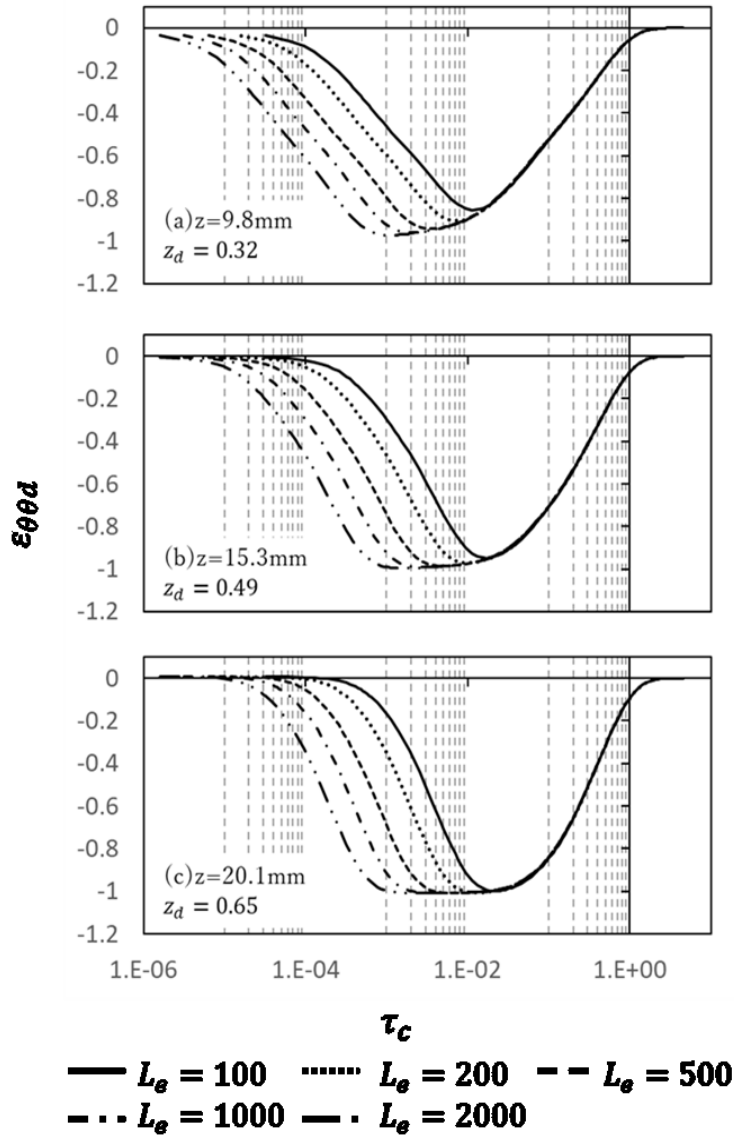 0
-0.2
-0.4
-0.6
-0.8
-1
-1.2
(a)z=9.8mm
z_d = 0.32
0
-0.2
-0.4
-0.6
-0.8
-1
-1.2
(b)z=15.3mm
z_d = 0.49
0
-0.2
-0.4
-0.6
-0.8
-1
-1.2
(c)z=20.1mm
z_d = 0.65
ε_θθd
1.E-06 1.E-04 1.E-02 1.E+00
τ_c
L_e = 100 L_e = 200 L_e = 500
L_e = 1000 L_e = 2000